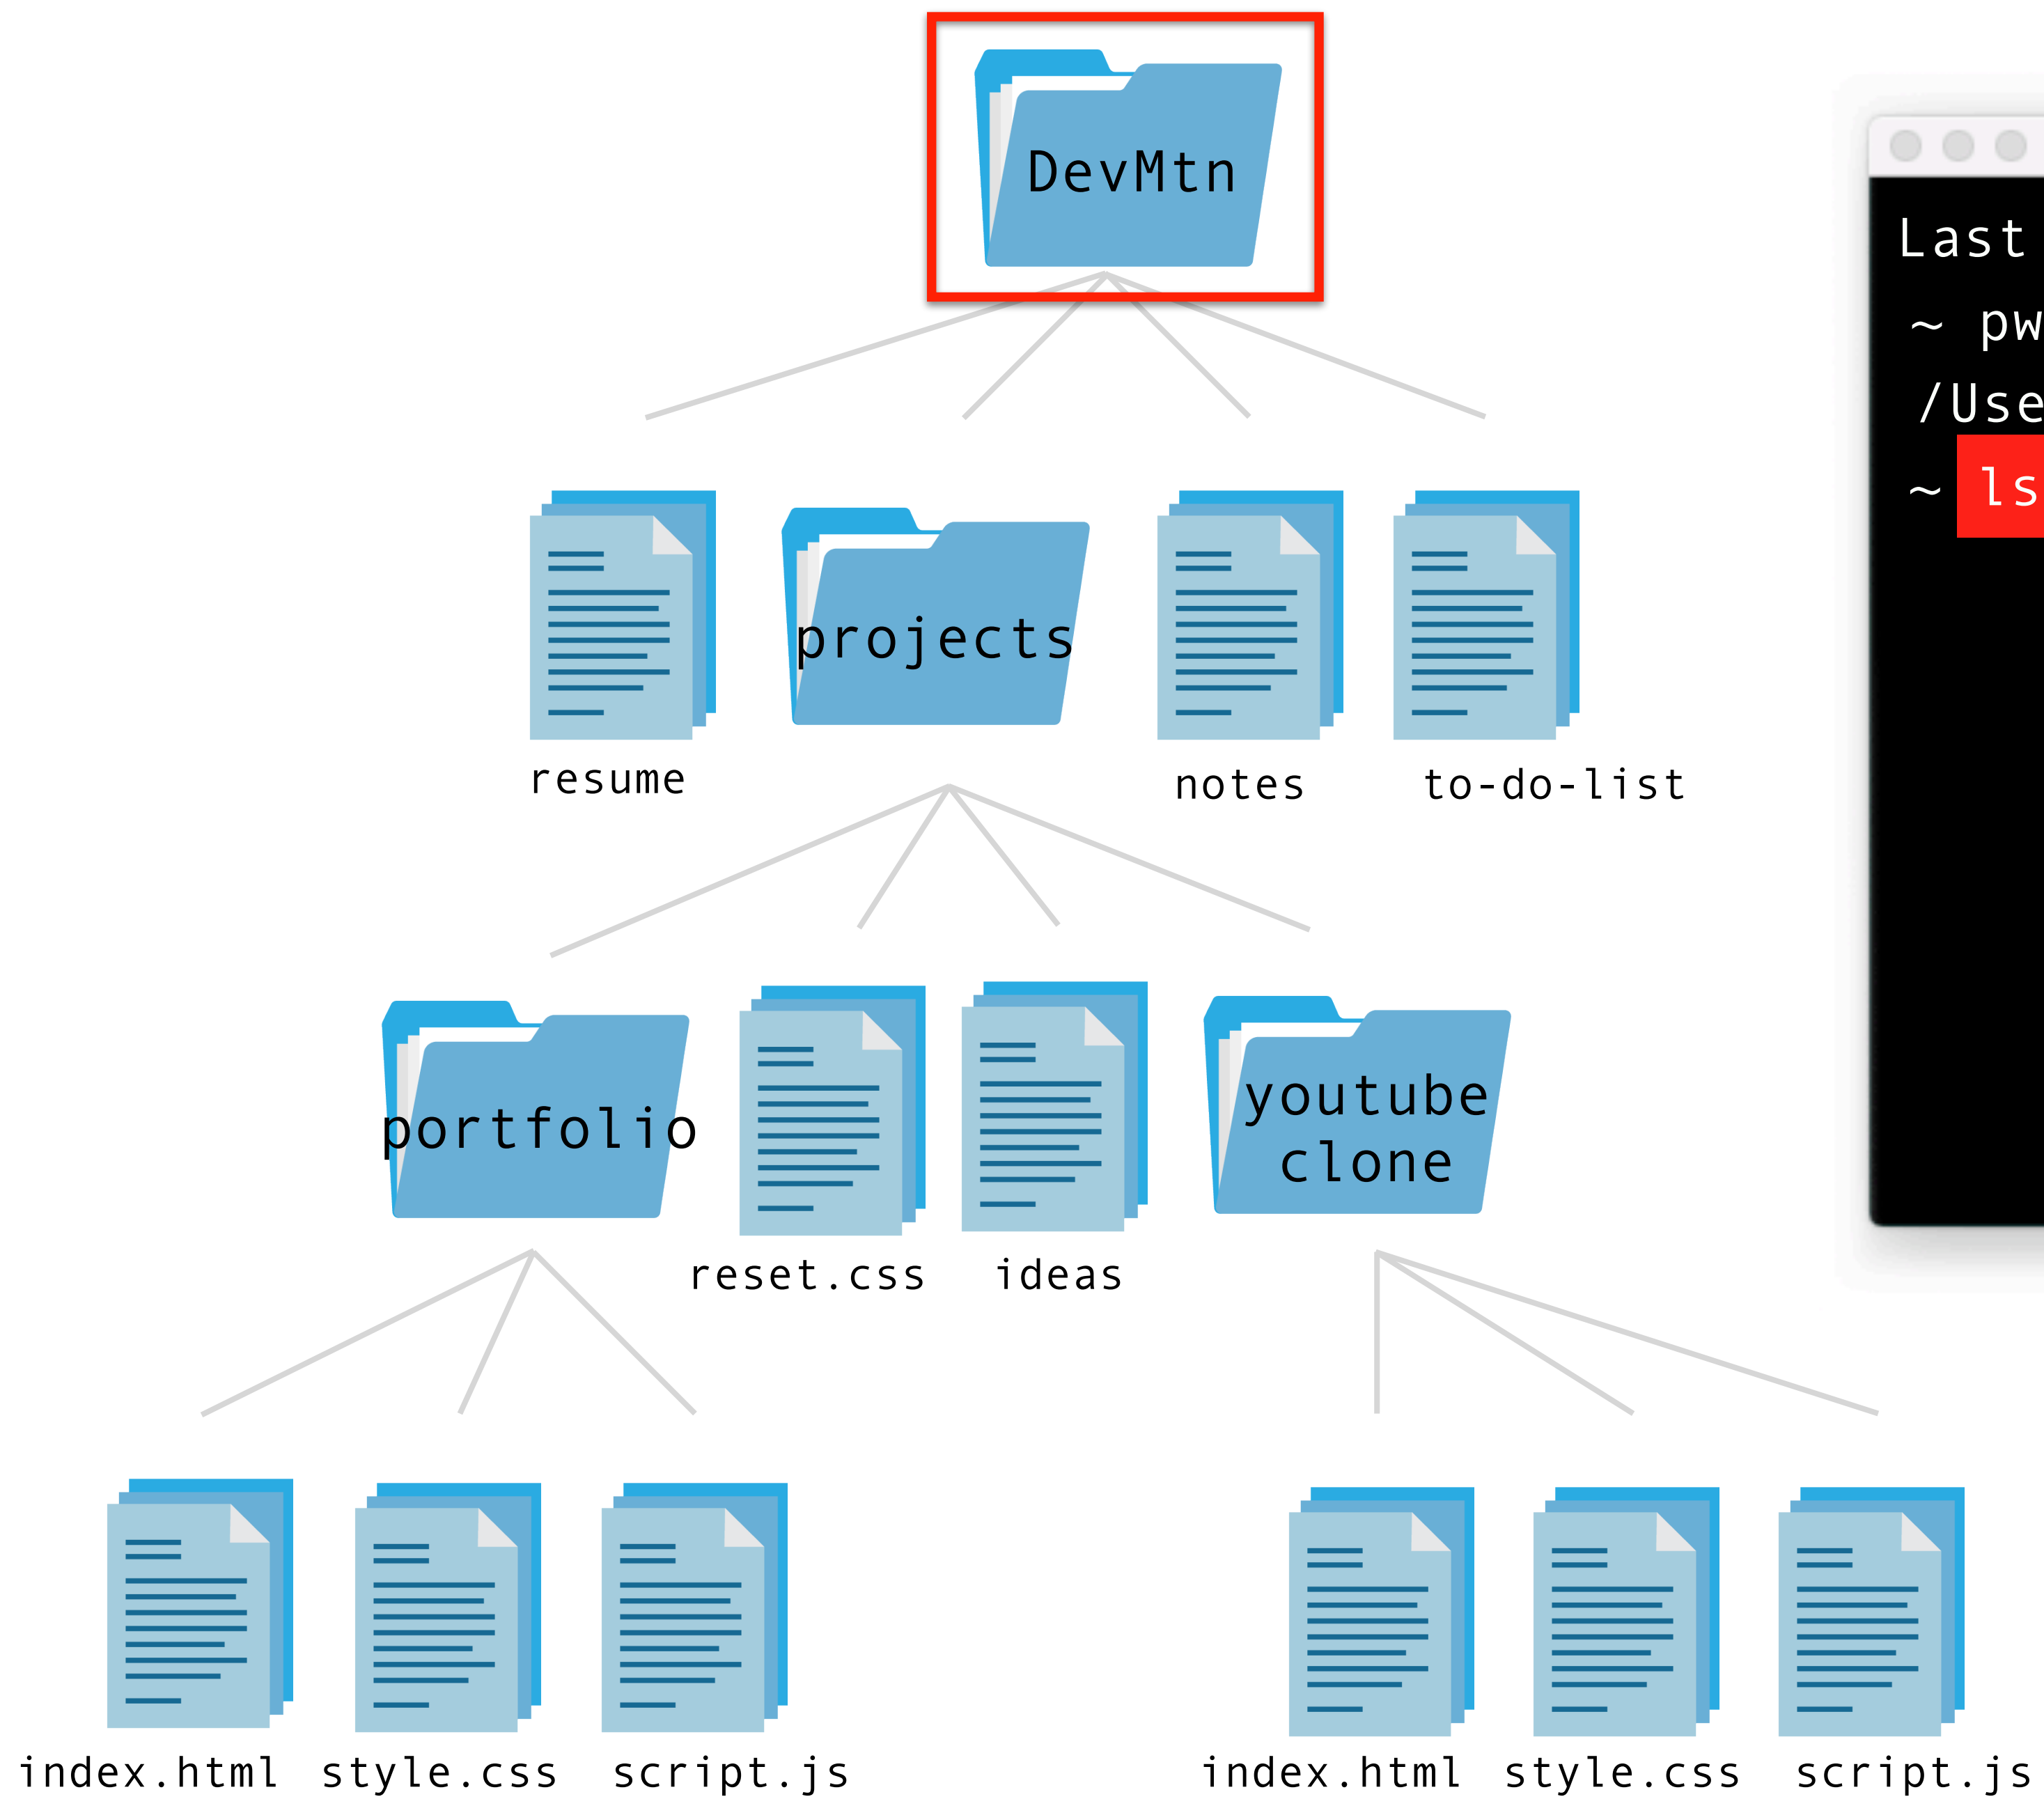 DevMtn
Last
~ pw
/Use
~ ls
projects
resume
notes
to-do-list
portfolio
youtube
clone
reset.css
ideas
index.html
style.css
script.js
index.html
style.css
script.js